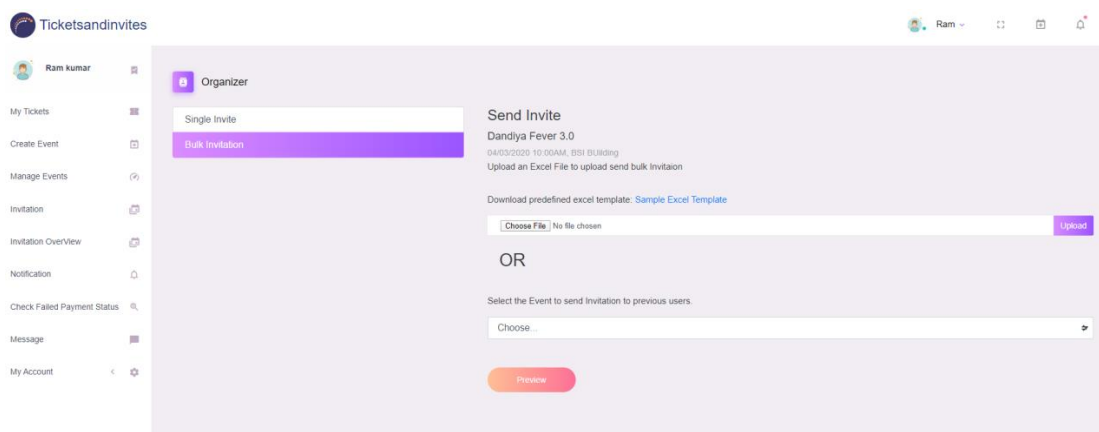 Ticketsandinvites
Ram
Ram kumar
My Tickets
Create Event
Manage Events
Invitation
Invitation OverView
Notification
Check Failed Payment Status
Message
My Account
Organizer
Single Invite
Bulk Invitation
Send Invite
Dandiya Fever 3.0
04/03/2020 10:00AM, BSI BUilding
Upload an Excel File to upload send bulk Invitaion
Download predefined excel template: Sample Excel Template
Choose File No file chosen
Upload
OR
Select the Event to send Invitation to previous users.
Choose...
Preview